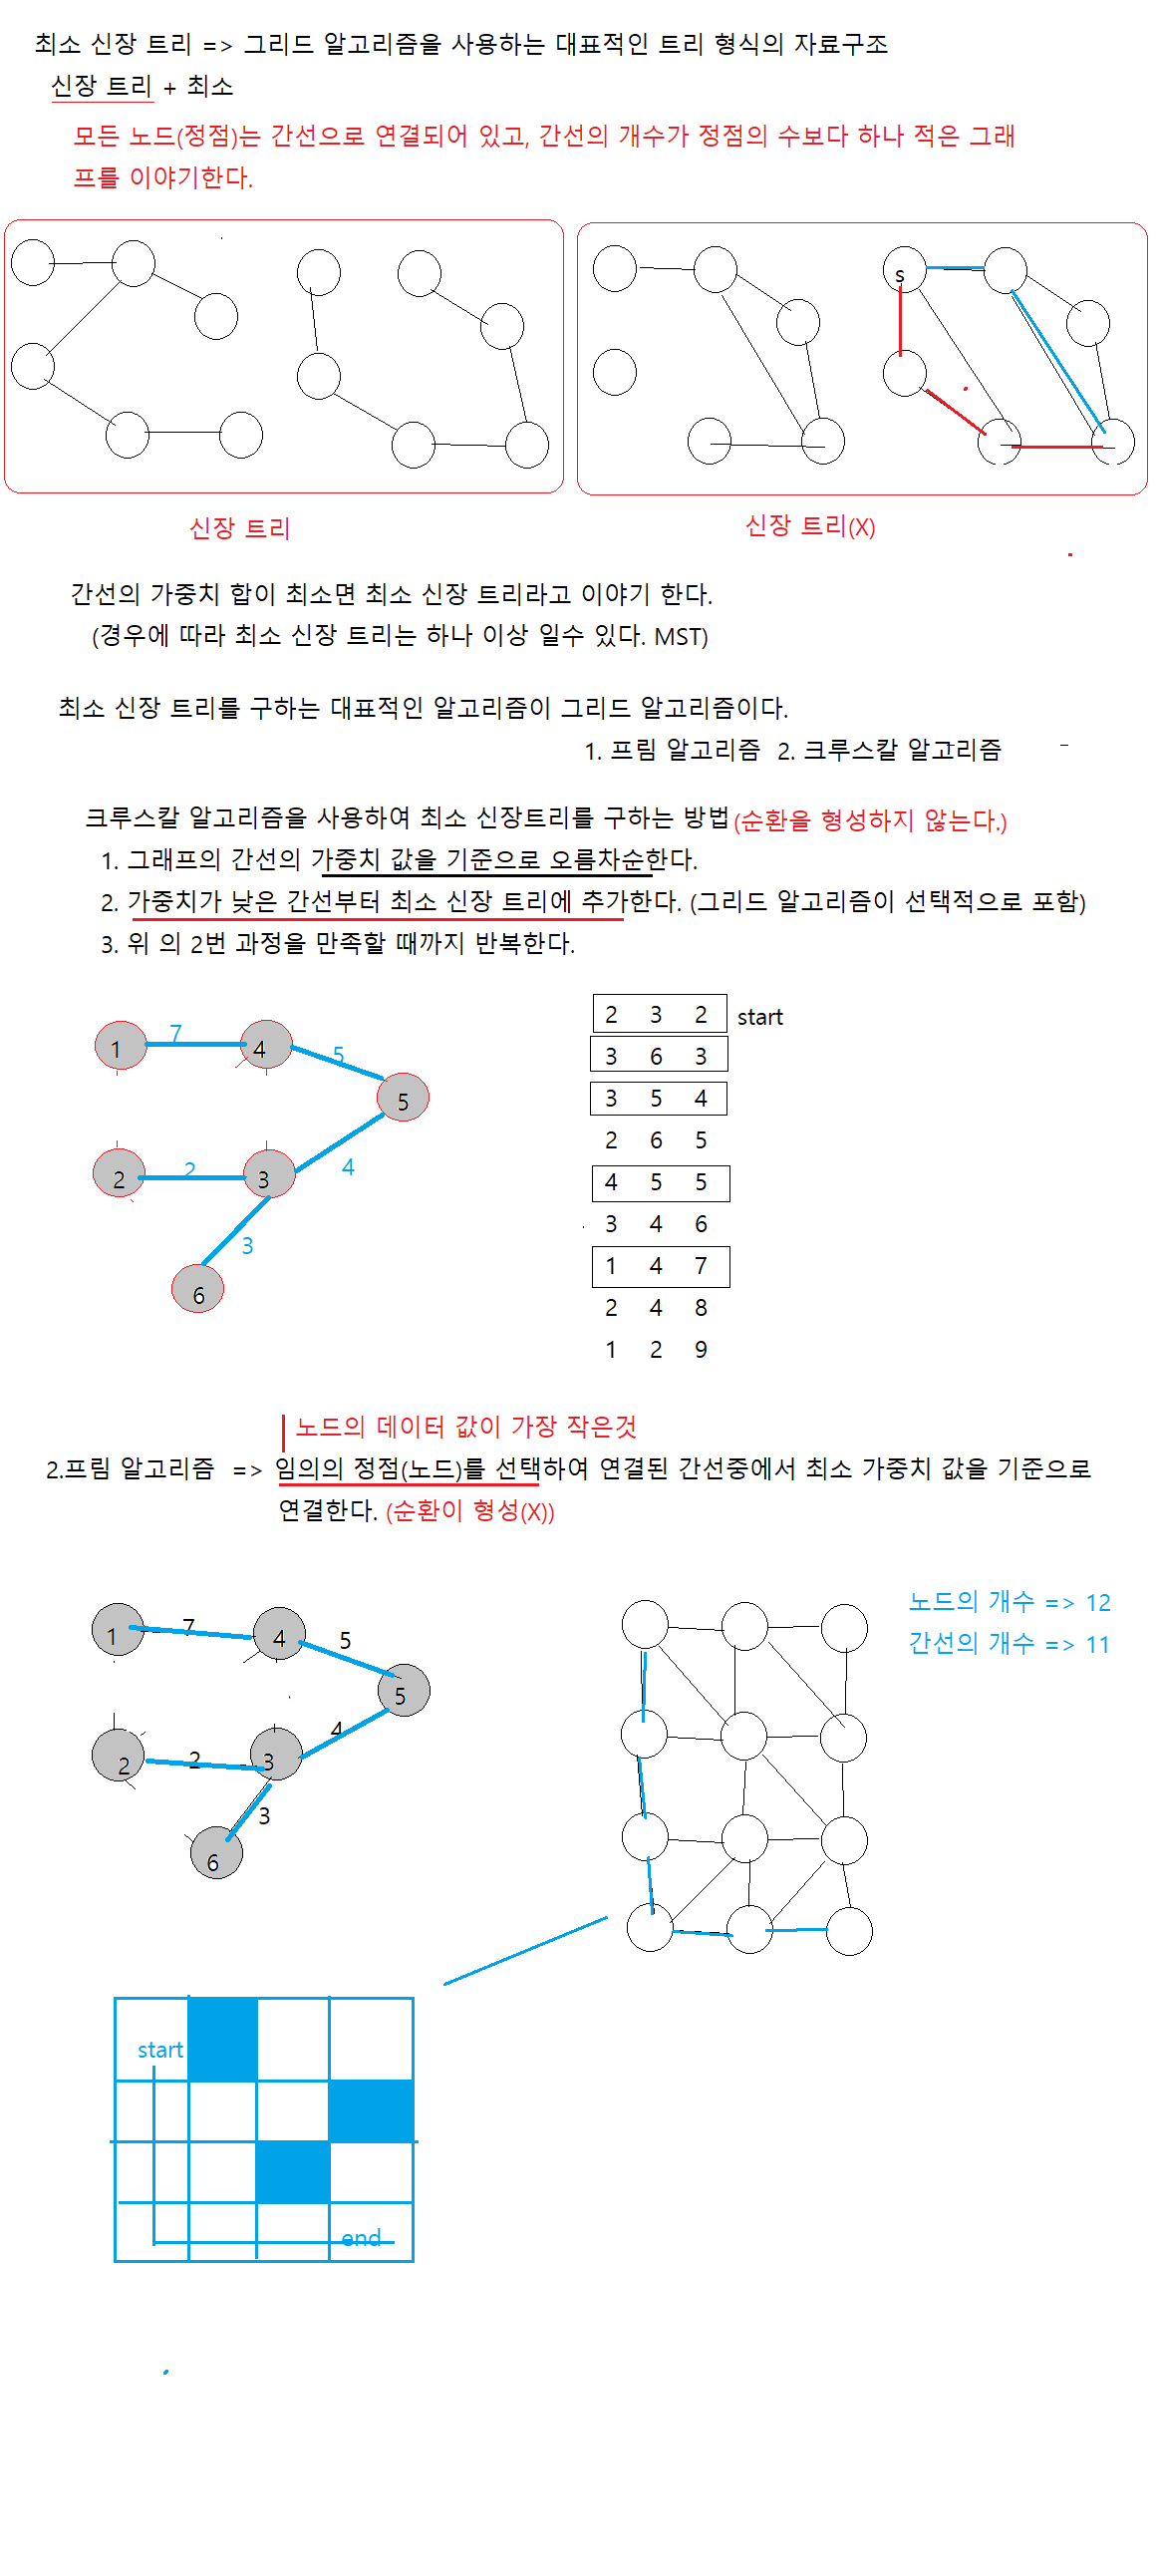 최소 신장 트리 => 그리드 알고리즘을 사용하는 대표적인 트리 형식의 자료구조
신장 트리 + 최소
모든 노드(정점)는 간선으로 연결되어 있고, 간선의 개수가 정점의 수보다 하나 적은 그래
프를 이야기한다.
s
신장 트리
신장 트리(X)
간선의 가중치 합이 최소면 최소 신장 트리라고 이야기 한다.
(경우에 따라 최소 신장 트리는 하나 이상 일수 있다. MST)
최소 신장 트리를 구하는 대표적인 알고리즘이 그리드 알고리즘이다.
1. 프림 알고리즘 2. 크루스칼 알고리즘
크루스칼 알고리즘을 사용하여 최소 신장트리를 구하는 방법(순환을 형성하지 않는다.)
1. 그래프의 간선의 가중치 값을 기준으로 오름차순한다.
2. 가중치가 낮은 간선부터 최소 신장 트리에 추가한다. (그리드 알고리즘이 선택적으로 포함)
3. 위 의 2번 과정을 만족할 때까지 반복한다.
1 7 4 5
5
2 2 3 4
3
6
2 3 2 start
3 6 3
3 5 4
2 6 5
4 5 5
3 4 6
1 4 7
2 4 8
1 2 9
노드의 데이터 값이 가장 작은것
2.프림 알고리즘 => 임의의 정점(노드)를 선택하여 연결된 간선중에서 최소 가중치 값을 기준으로
연결한다. (순환이 형성(X))
1 7 4 5
5
2 2 3 4
3
6
노드의 개수 => 12
간선의 개수 => 11
start
end